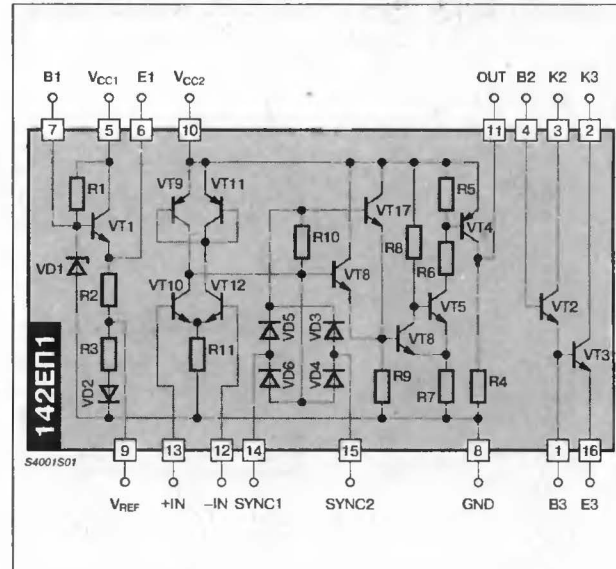 B1 VCC1 E1 VCC2 OUT B2 K2 K3
7 5 6 10 11 4 3 2
R1 VT9 VT11 R5
VT1 VT17 VT4
R10 R8
VD1 R6
VT10 VT12 VT8 VT5 VT2
R2
VD5 VD3
VT8 VT3
R3 R11
VD6 VD4 R9 R7 R4
VD2
142ЕП1
S4001S01
9 13 12 14 15 8 1 16
VREF +IN –IN SYNC1 SYNC2 GND B3 E3